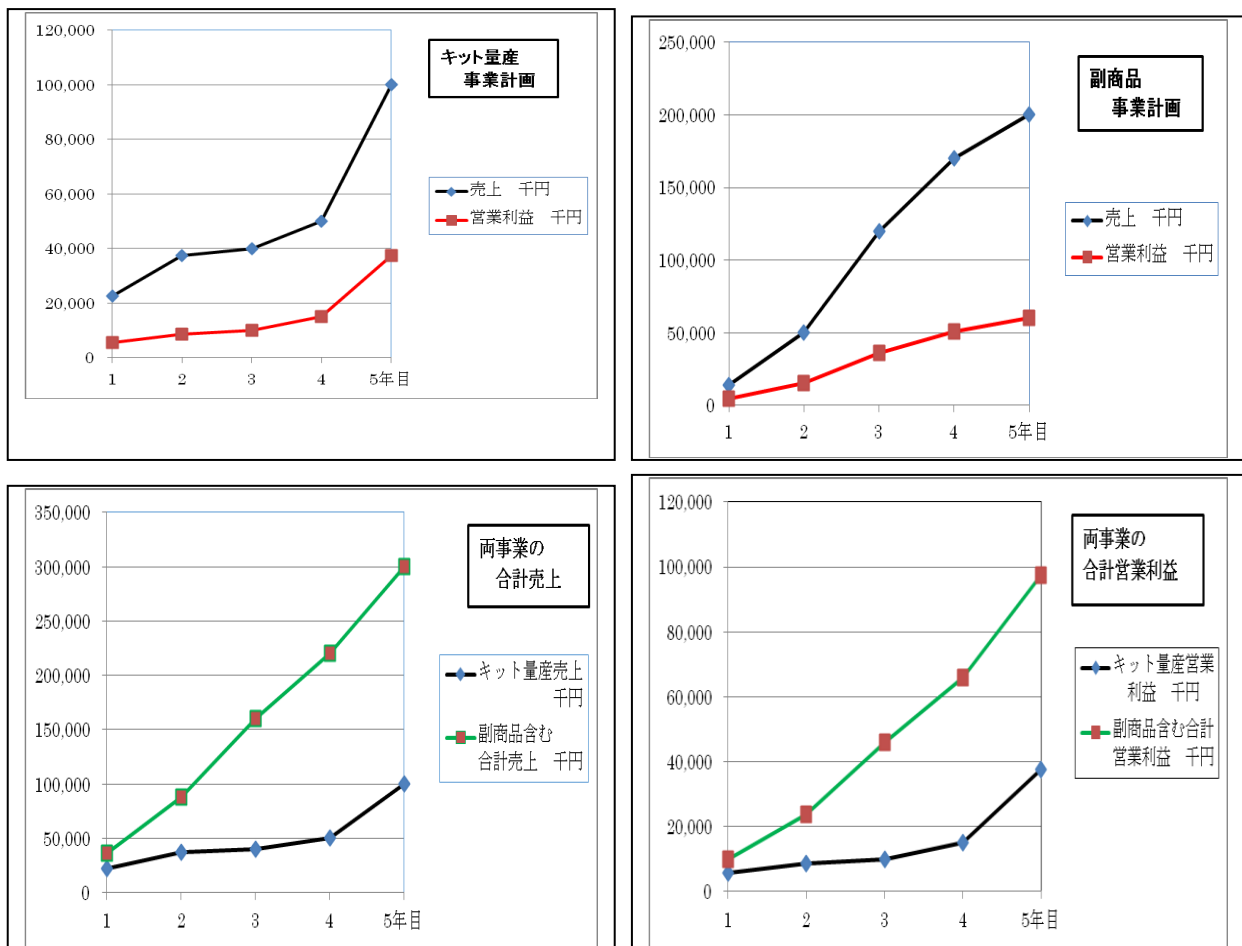 キット量産
事業計画
120,000
100,000
80,000
60,000
40,000
20,000
0
1
2
3
4
5年目
売上 千円
営業利益 千円
副商品
事業計画
250,000
200,000
150,000
100,000
50,000
0
1
2
3
4
5年目
売上 千円
営業利益 千円
両事業の
合計売上
350,000
300,000
250,000
200,000
150,000
100,000
50,000
0
1
2
3
4
5年目
キット量産売上
千円
副商品含む
合計売上 千円
両事業の
合計営業利益
120,000
100,000
80,000
60,000
40,000
20,000
0
1
2
3
4
5年目
キット量産営業
利益 千円
副商品含む合計
営業利益 千円